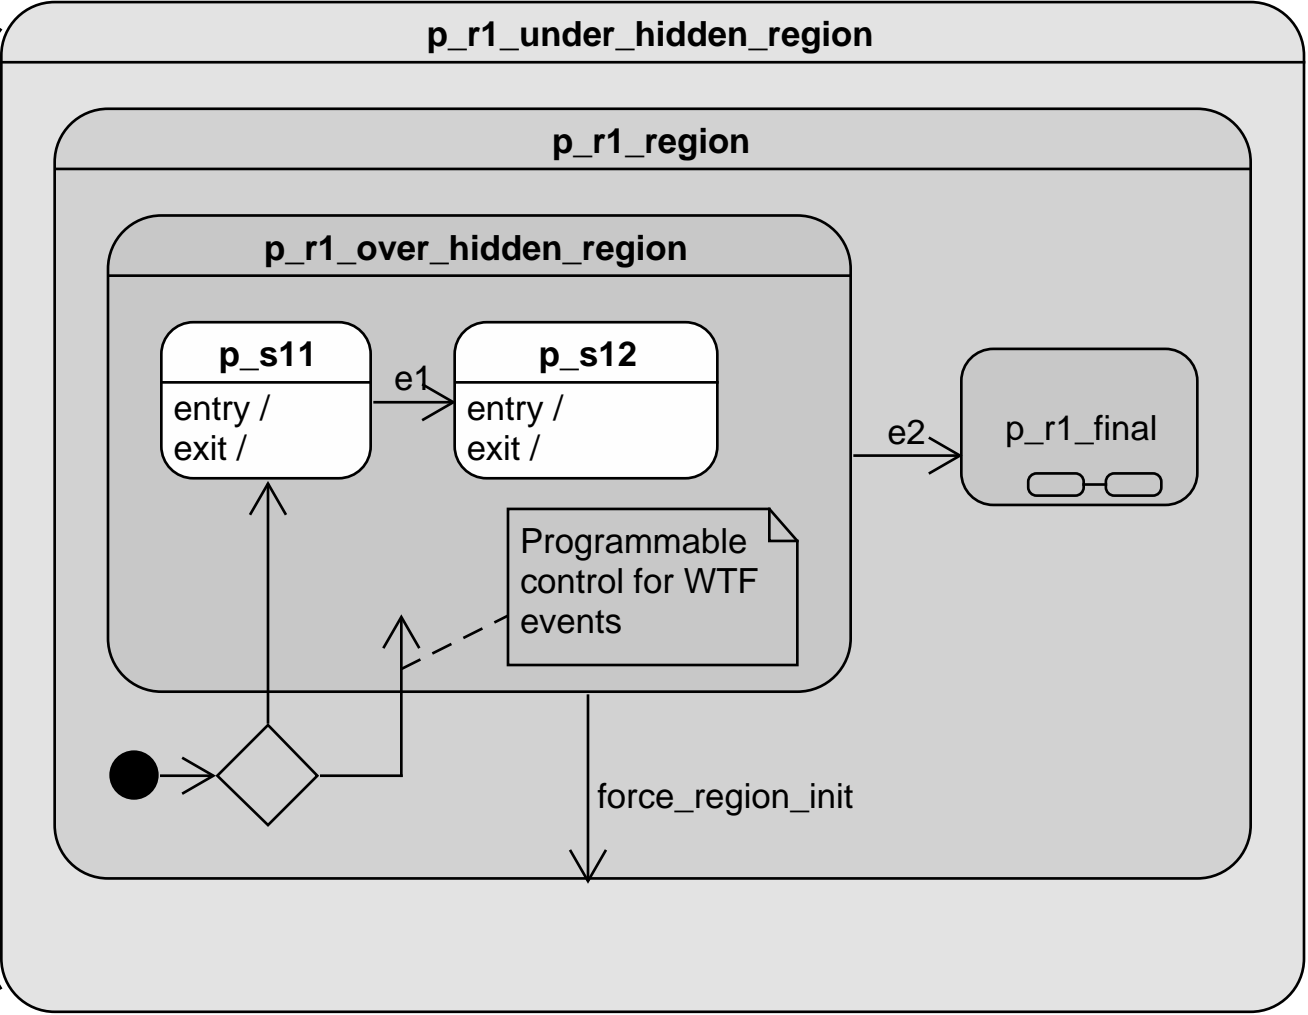 p_r1_under_hidden_region
p_r1_region
p_r1_over_hidden_region
p_s11
entry /
exit /
e1
p_s12
entry /
exit /
e2
p_r1_final
Programmable
control for WTF
events
force_region_init